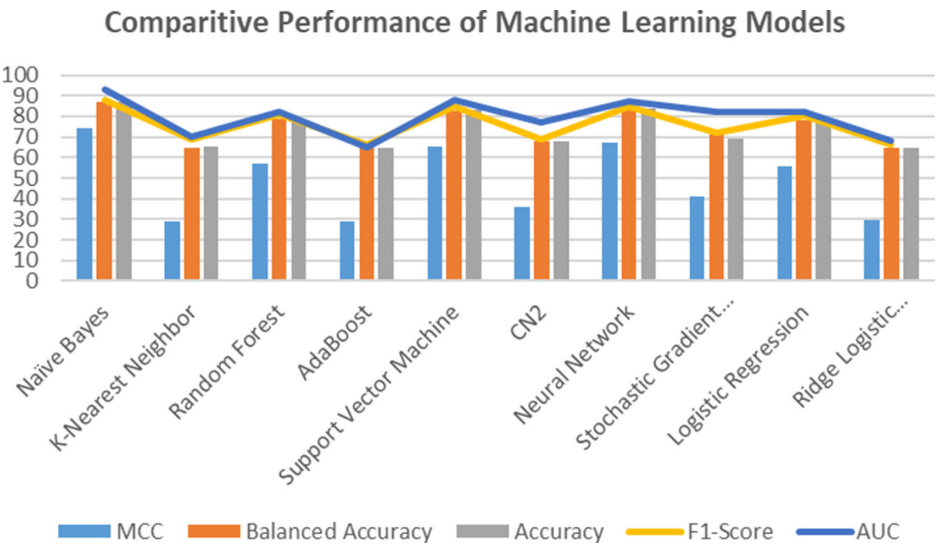 Comparitive Performance of Machine Learning Models
100
90
80
70
60
50
40
30
20
10
0
Naïve Bayes
K-Nearest Neighbor
Random Forest
AdaBoost
Support Vector Machine
CN2
Neural Network
Stochastic Gradient...
Logistic Regression
Ridge Logistic...
MCC Balanced Accuracy Accuracy F1-Score AUC